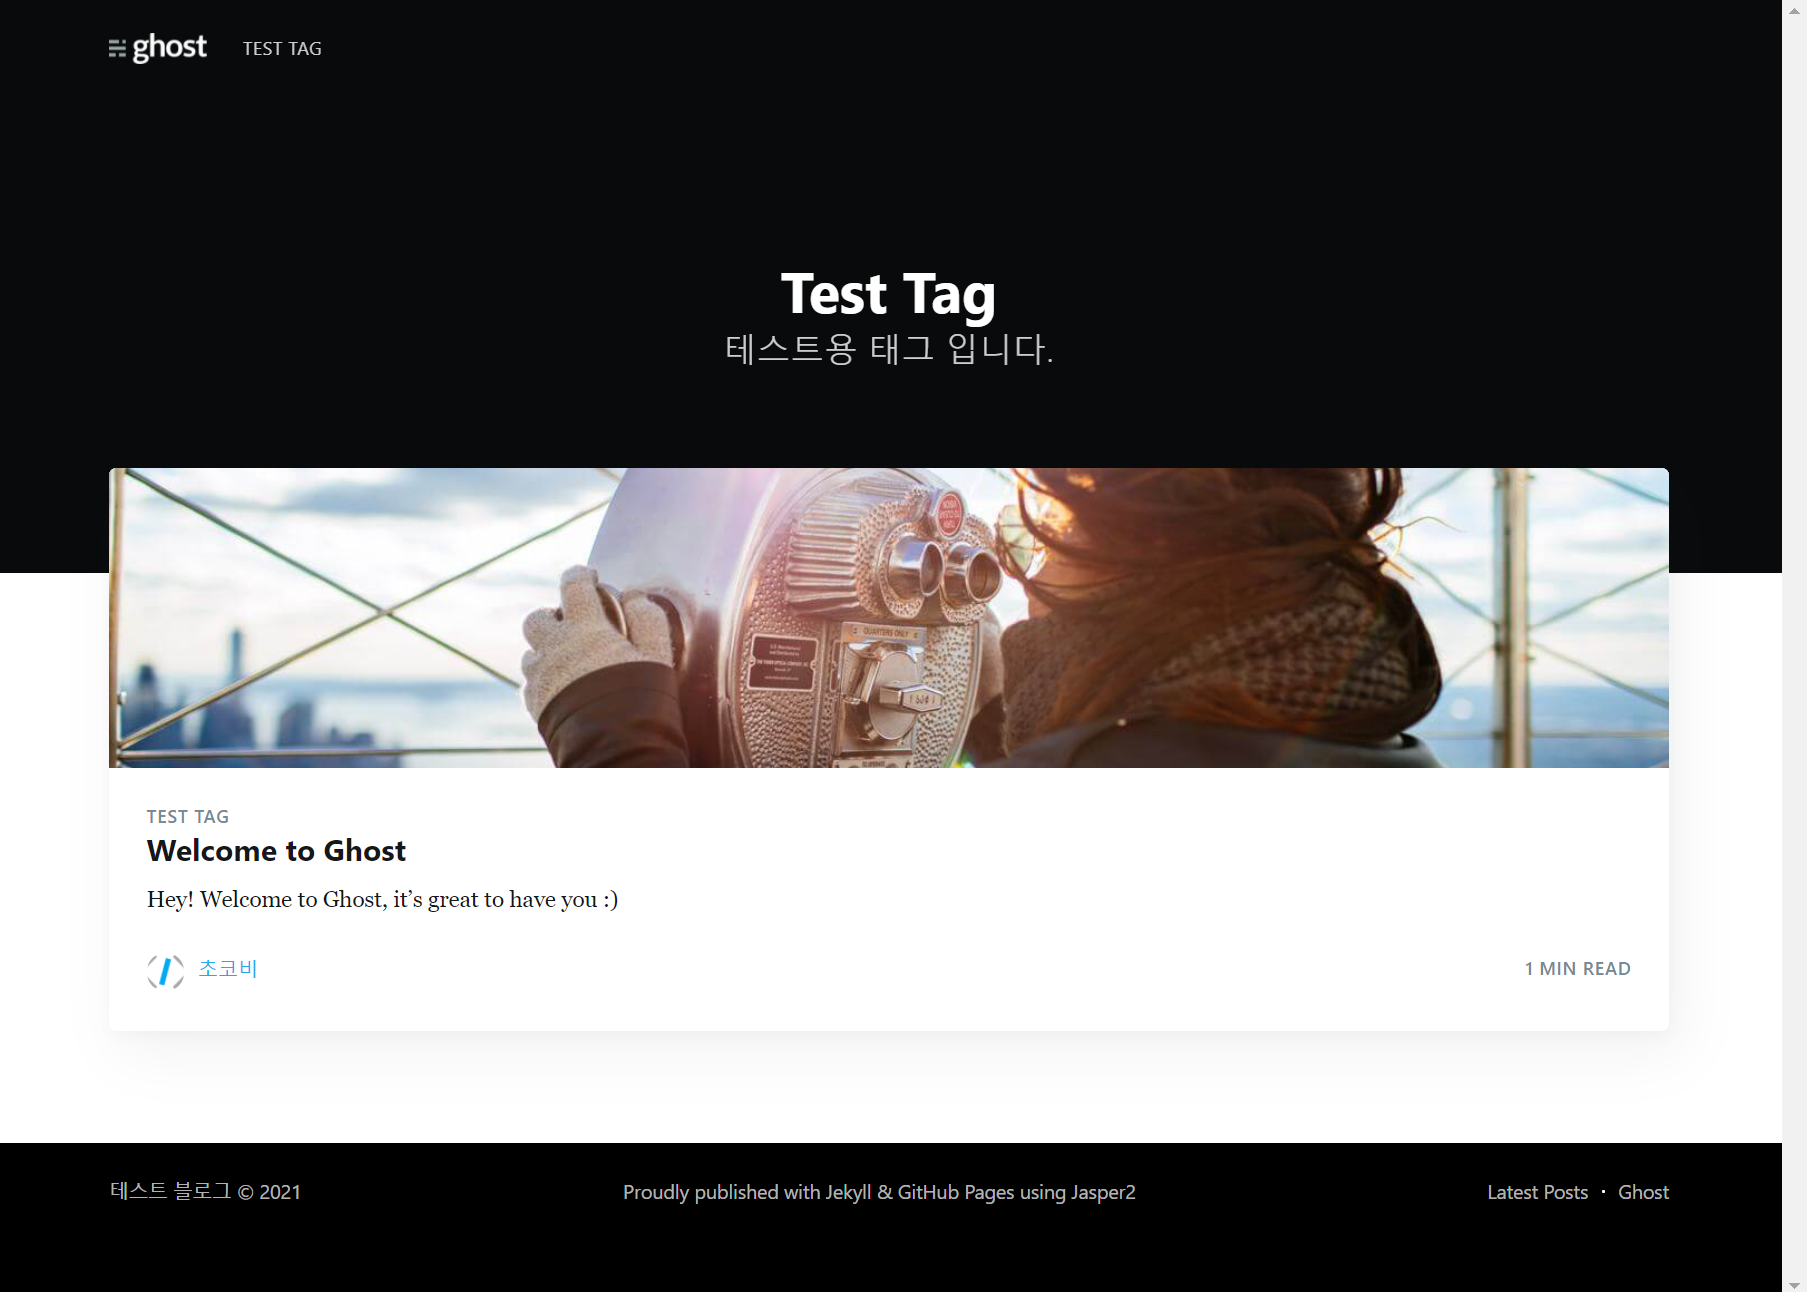 ghost TEST TAG
Test Tag
테스트용 태그 입니다.
QUARTERS ONLY
TEST TAG
Welcome to Ghost
Hey! Welcome to Ghost, it’s great to have you :)
초코비
1 MIN READ
테스트 블로그 © 2021
Proudly published with Jekyll & GitHub Pages using Jasper2
Latest Posts · Ghost